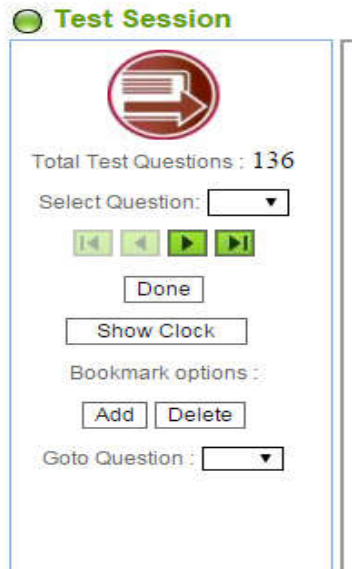 Test Session
Total Test Questions : 136
Select Question:
Done
Show Clock
Bookmark options :
Add Delete
Goto Question :